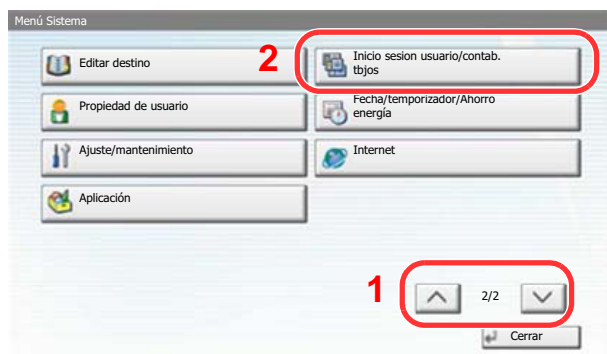 Menú Sistema
Editar destino
2
Inicio sesion usuario/contab.
tbjos
Propiedad de usuario
Fecha/temporizador/Ahorro
energía
Ajuste/mantenimiento
Internet
Aplicación
1
2/2
Cerrar